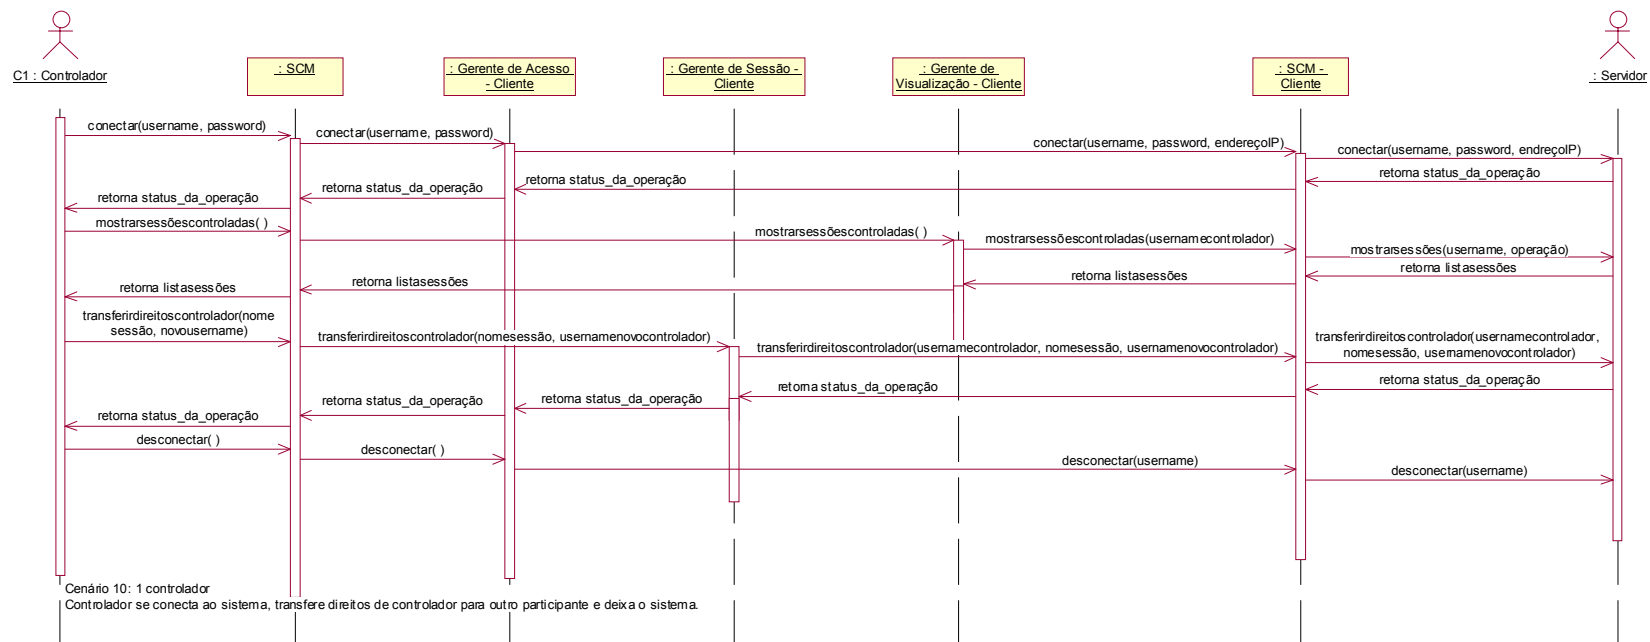 C1 : Controlador
: SCM
: Gerente de Acesso
- Cliente
: Gerente de Sessão -
Cliente
: Gerente de
Visualização - Cliente
: SCM -
Cliente
: Servidor
conectar(username, password)
conectar(username, password)
conectar(username, password, endereçoIP)
conectar(username, password, endreçoIP)
retorna status_da_operação
retorna status_da_operação
retorna status_da_operação
retorna status_da_operação
mostrarsessõescontroladas( )
mostrarsessõescontroladas( )
mostrarsessõescontroladas(usernamecontrolador)
mostrarsessões(username, operação)
retorna listasessões
retorna listasessões
retorna listasessões
retorna listasessões
transferirdireitoscontrolador(nome
sessão, novousername)
transferirdireitoscontrolador(nomesessão, usernamenovocontrolador)
transferirdireitoscontrolador(usernamecontrolador, nomesessão, usernamenovocontrolador)
transferirdireitoscontrolador(usernamecontrolador,
nomesessão, usernamenovocontrolador)
retorna status_da_operação
retorna status_da_operação
retorna status_da_operação
retorna status_da_operação
retorna status_da_operação
desconectar( )
desconectar( )
desconectar(username)
desconectar(username)
Cenário 10: 1 controlador
Controlador se conecta ao sistema, transfere direitos de controlador para outro participante e deixa o sistema.